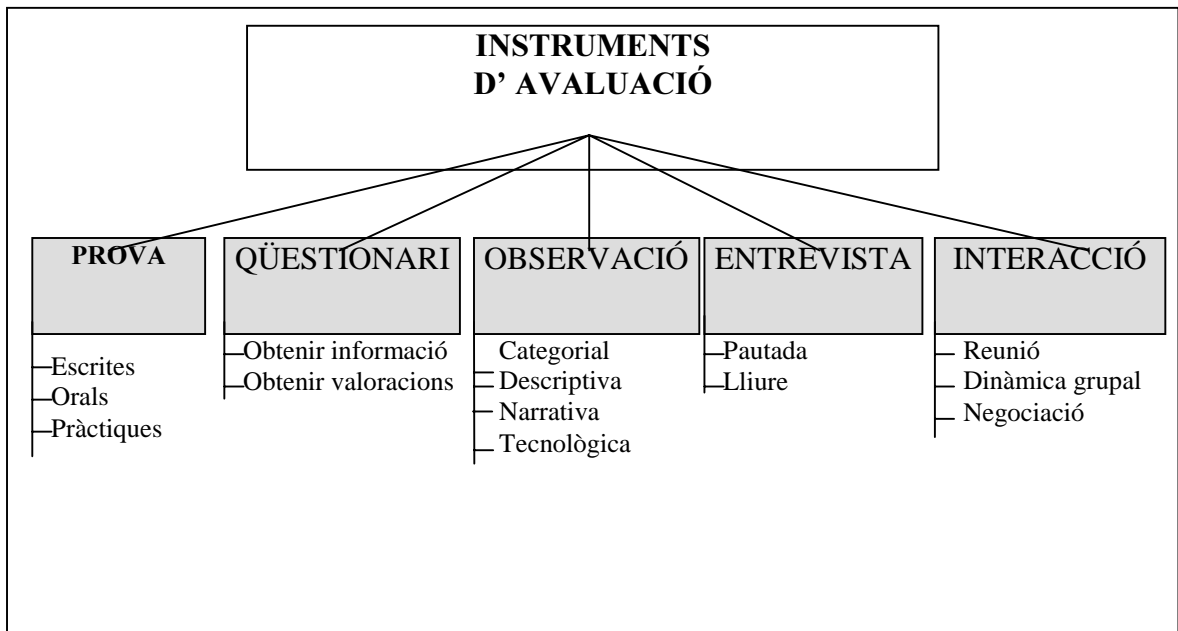 INSTRUMENTS
D' AVALUACIÓ
PROVA
Escrites
Orals
Pràctiques
QÜESTIONARI
Obtenir informació
Obtenir valoracions
OBSERVACIÓ
Categorial
Descriptiva
Narrativa
Tecnològica
ENTREVISTA
Pautada
Lliure
INTERACCIÓ
Reunió
Dinàmica grupal
Negociació